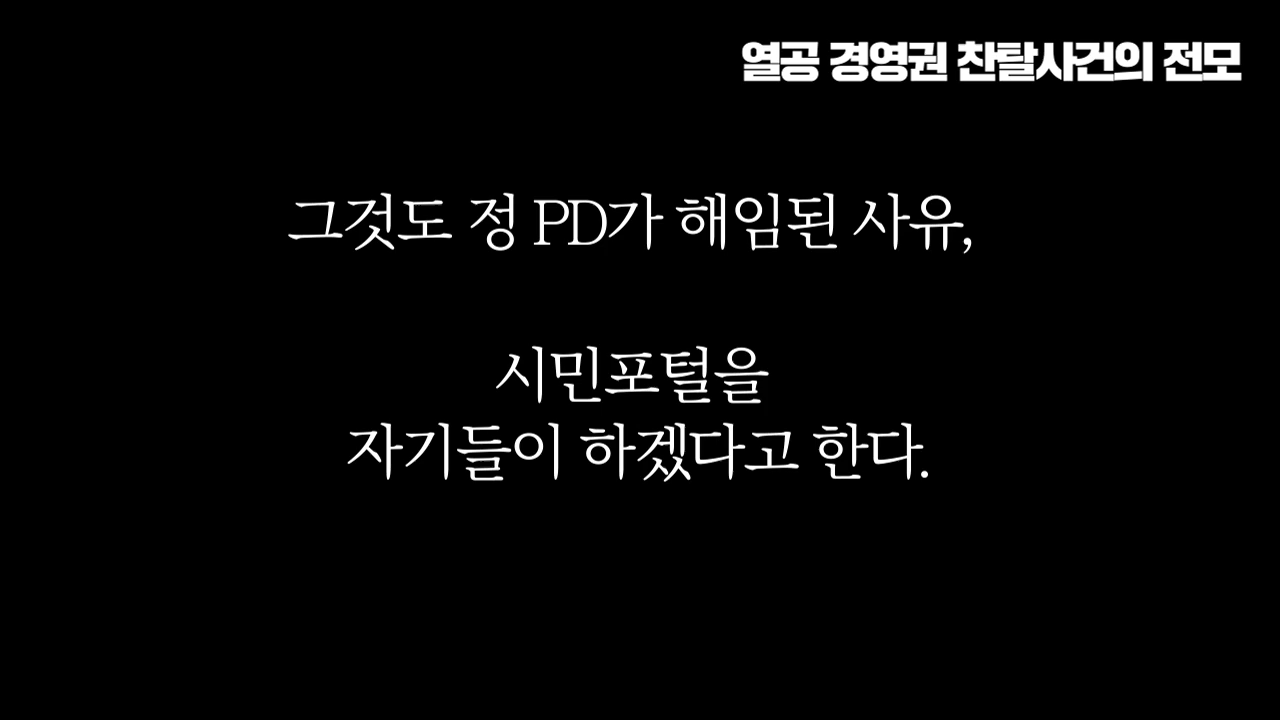 열공 경영권 찬탈사건의 전모
그것도 정 PD가 해임된 사유,
시민포털을
자기들이 하겠다고 한다.